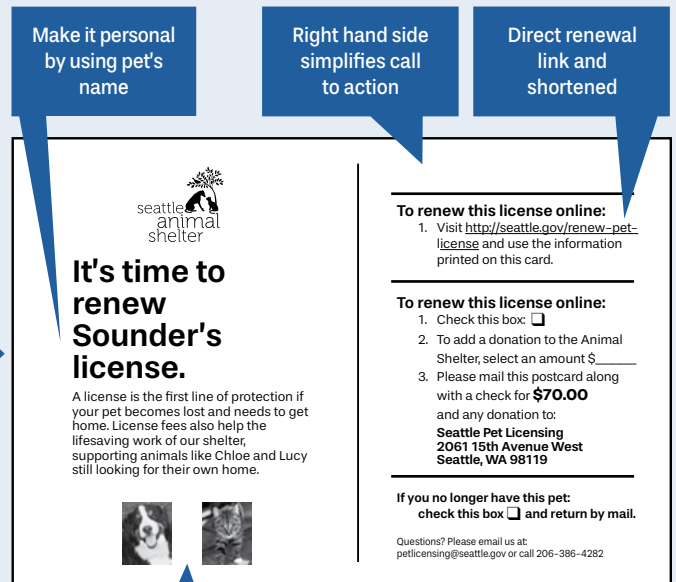 Make it personal
by using pet's
name
Right hand side
simplifies call
to action
Direct renewal
link and
shortened
seattle
animal
shelter
It's time to
renew
Sounder's
license.
A license is the first line of protection if
your pet becomes lost and needs to get
home. License fees also help the
lifesaving work of our shelter,
supporting animals like Chloe and Lucy
still looking for their own home.
To renew this license online:
1. Visit http://seattle.gov/renew-pet-
license and use the information
printed on this card.
To renew this license online:
1. Check this box: ❏
2. To add a donation to the Animal
Shelter, select an amount $______
3. Please mail this postcard along
with a check for $70.00
and any donation to:
Seattle Pet Licensing
2061 15th Avenue West
Seattle, WA 98119
If you no longer have this pet:
check this box ❏ and return by mail.
Questions? Please email us at:
petlicensing@seattle.gov or call 206-386-4282